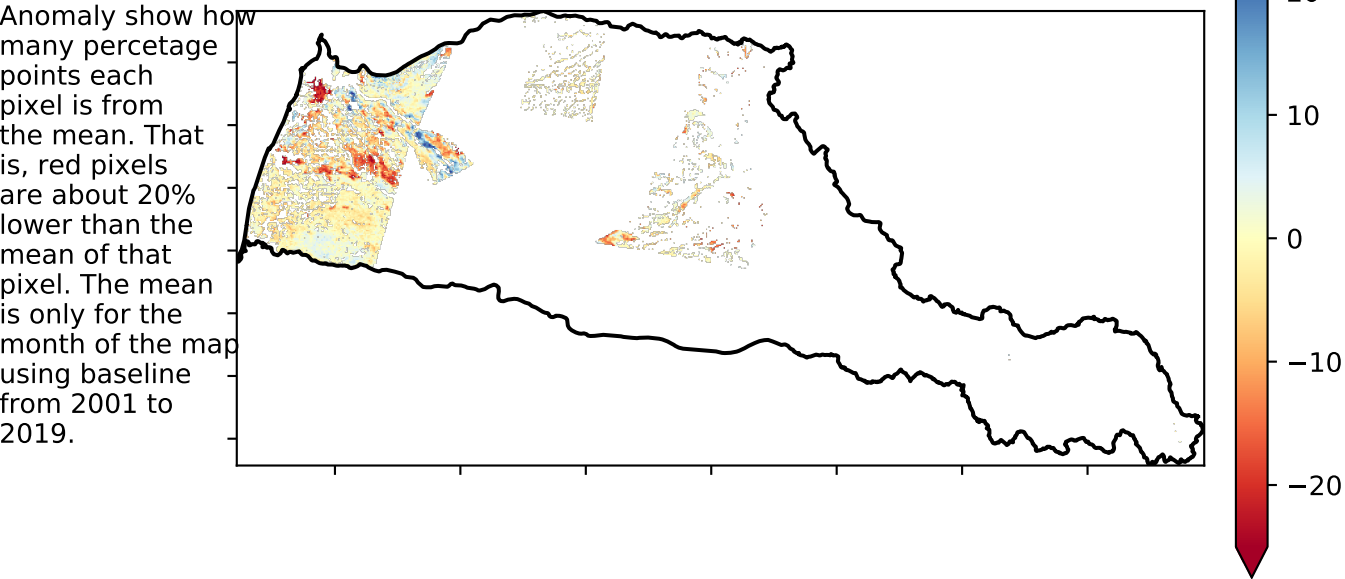 Anomaly show how
many percetage
points each
pixel is from
the mean. That
is, red pixels
are about 20%
lower than the
mean of that
pixel. The mean
is only for the
month of the map
using baseline
from 2001 to
2019.
10
0
−10
−20